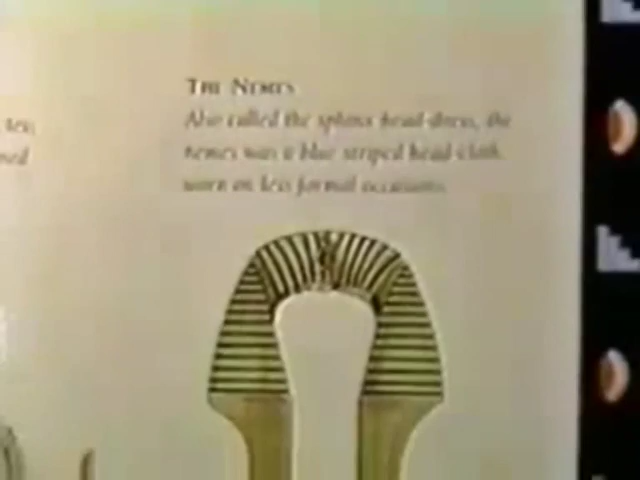 THE NEMES
Also called the sphinx head-dress, the
less
nemes was a blue striped head-cloth
worn on less formal occasions.